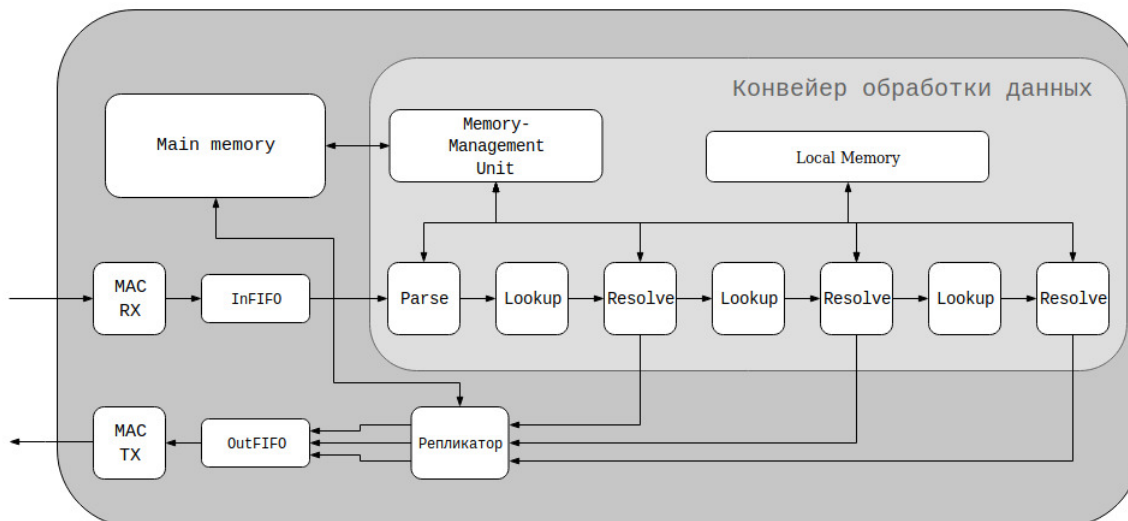 Конвейер обработки данных
Main memory
Memory-
Management
Unit
Local Memory
MAC
RX
InFIFO
Parse
Lookup
Resolve
Lookup
Resolve
Lookup
Resolve
MAC
TX
OutFIFO
Репликатор